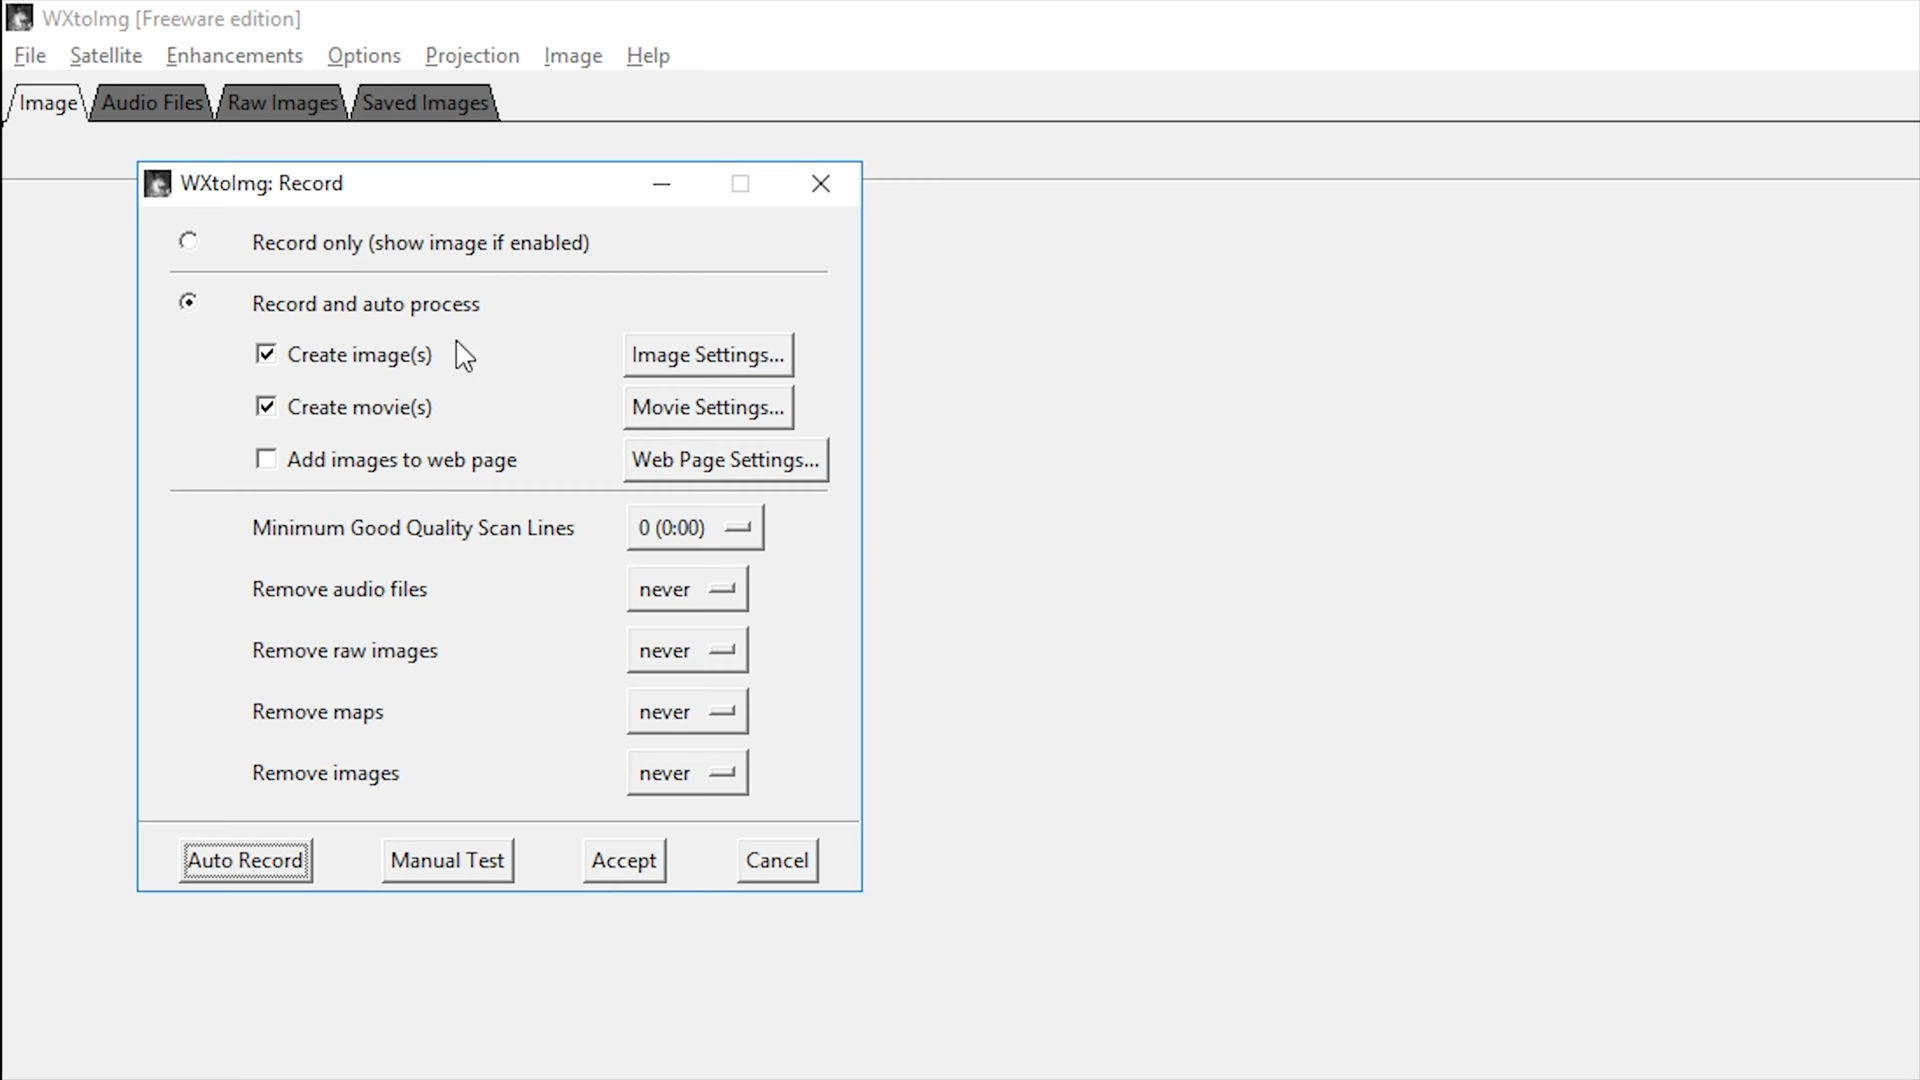 WXtoImg [Freeware edition]
File Satellite Enhancements Options Projection Image Help
Image Audio Files Raw Images Saved Images
WXtoImg: Record
Record only (show image if enabled)
Record and auto process
Create image(s) Image Settings...
Create movie(s) Movie Settings...
Add images to web page Web Page Settings...
Minimum Good Quality Scan Lines 0 (0:00)
Remove audio files never
Remove raw images never
Remove maps never
Remove images never
Auto Record Manual Test Accept Cancel